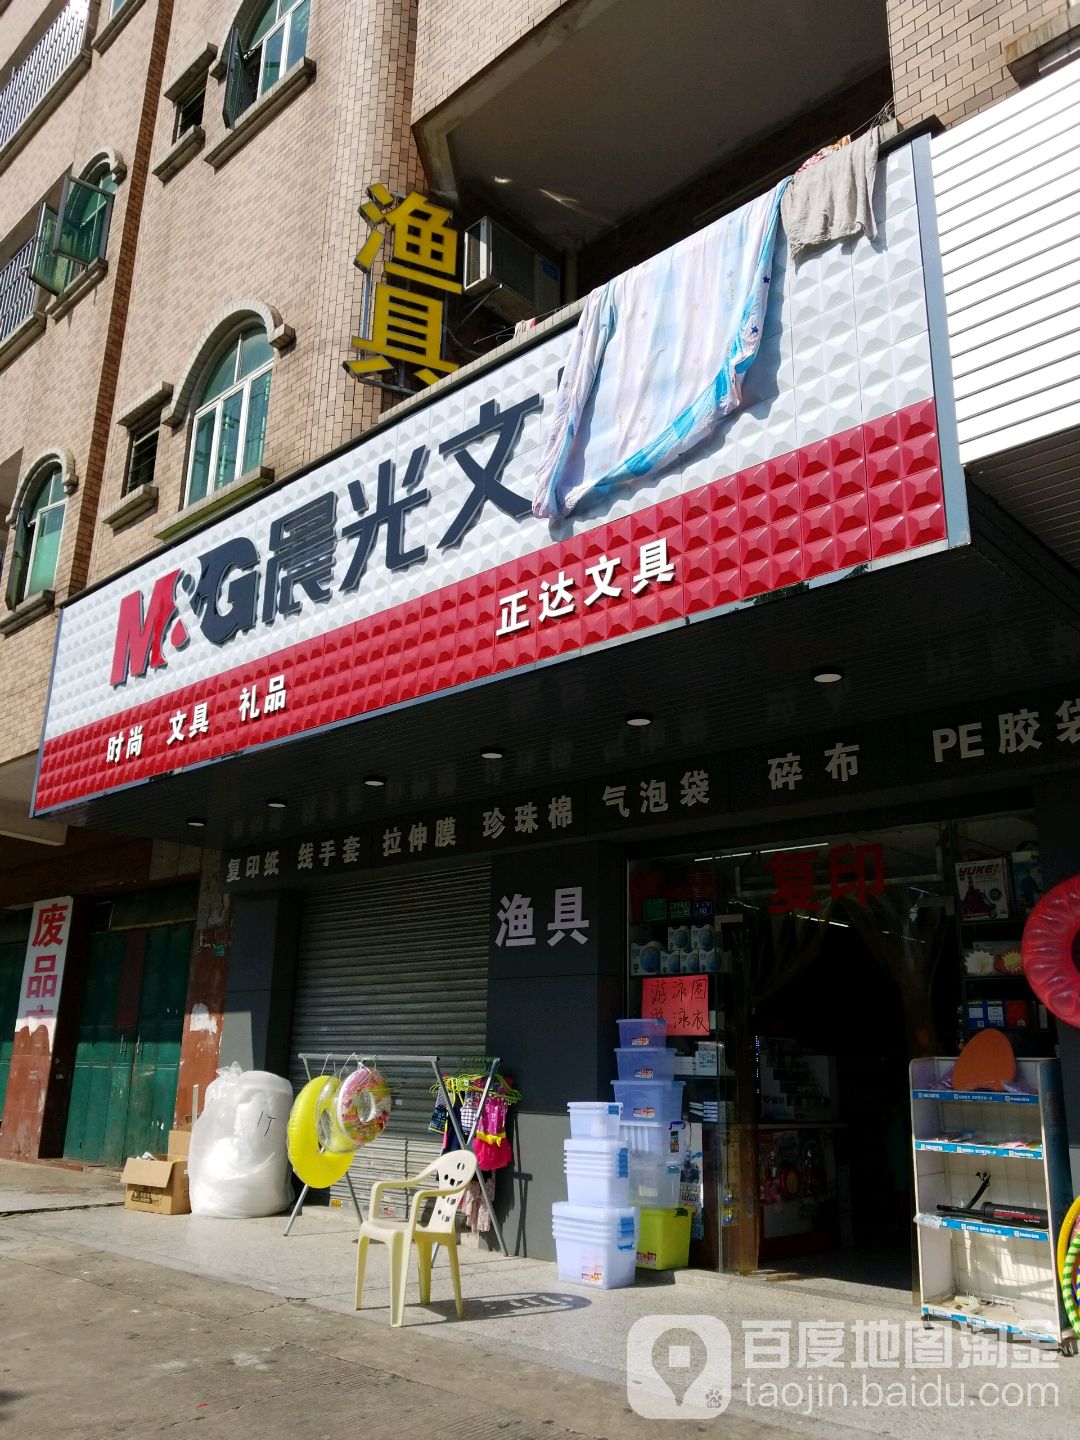 渔具
M&G晨光文
正达文具
时尚 文具 礼品
复印纸 线手套 拉伸膜 珍珠棉 气泡袋 碎布 PE胶袋
渔具
复印
YUKE
游泳圈
游泳衣
废品
百度地图淘金
taojin.baidu.com